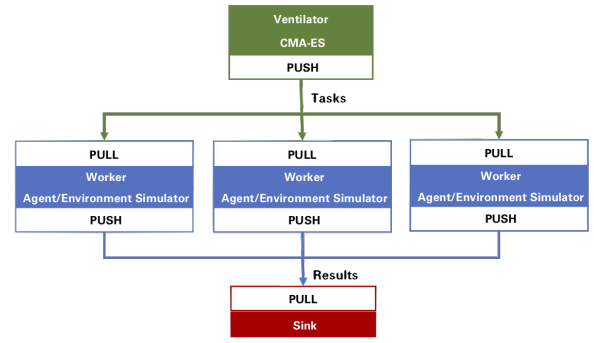 Ventilator
CMA-ES
PUSH
Tasks
PULL
Worker
Agent/Environment Simulator
PUSH
PULL
Worker
Agent/Environment Simulator
PUSH
PULL
Worker
Agent/Environment Simulator
PUSH
Results
PULL
Sink